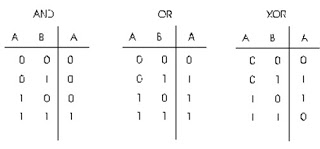 AND OR XOR
A B A A B A A B A
0 0 0 0 0 0 0 0 0
0 1 0 0 1 1 0 1 1
1 0 0 1 0 1 1 0 1
1 1 1 1 1 1 1 1 0